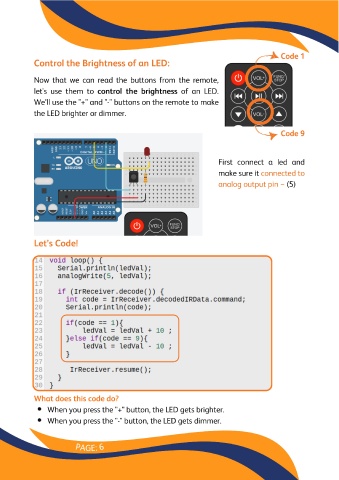 Code 1
Control the Brightness of an LED:
Now that we can read the buttons from the remote,
let's use them to control the brightness of an LED.
We'll use the "+" and "-" buttons on the remote to make
the LED brighter or dimmer.
VOL+
FUNC/
STOP
VOL-
Code 9
UNO
ARDUINO
First connect a led and
make sure it connected to
analog output pin ~ (5)
VOL+
FUNC/
STOP
Let's Code!
14 void loop() {
15 Serial.println(ledVal);
16 analogWrite(5, ledVal);
17
18 if (IrReceiver.decode()) {
19 int code = IrReceiver.decodedIRData.command;
20 Serial.println(code);
21
22 if(code == 1){
23 ledVal = ledVal + 10 ;
24 }else if(code == 9){
25 ledVal = ledVal - 10 ;
26 }
27
28 IrReceiver.resume();
29 }
30 }
What does this code do?
• When you press the "+" button, the LED gets brighter.
• When you press the "-" button, the LED gets dimmer.
PAGE. 6